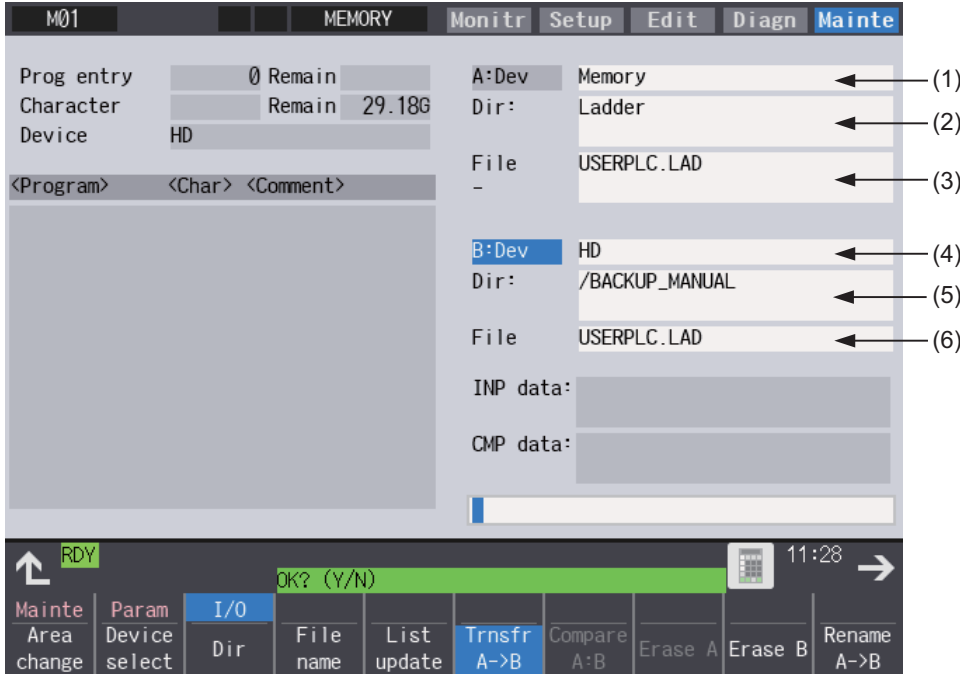 M01 MEMORY Monitr Setup Edit Diagn Mainte
Prog entry 0 Remain
Character Remain 29.18G
Device HD
<Program> <Char> <Comment>
A:Dev Memory (1)
Dir: Ladder (2)
File USERPLC.LAD (3)
-
B:Dev HD (4)
Dir: /BACKUP_MANUAL (5)
File USERPLC.LAD (6)
INP data:
CMP data:
RDY 11:28
OK? (Y/N)
Mainte Param I/O
Area change
Device select
Dir
File name
List update
Trnsfr A->B
Compare A:B
Erase A
Erase B
Rename A->B